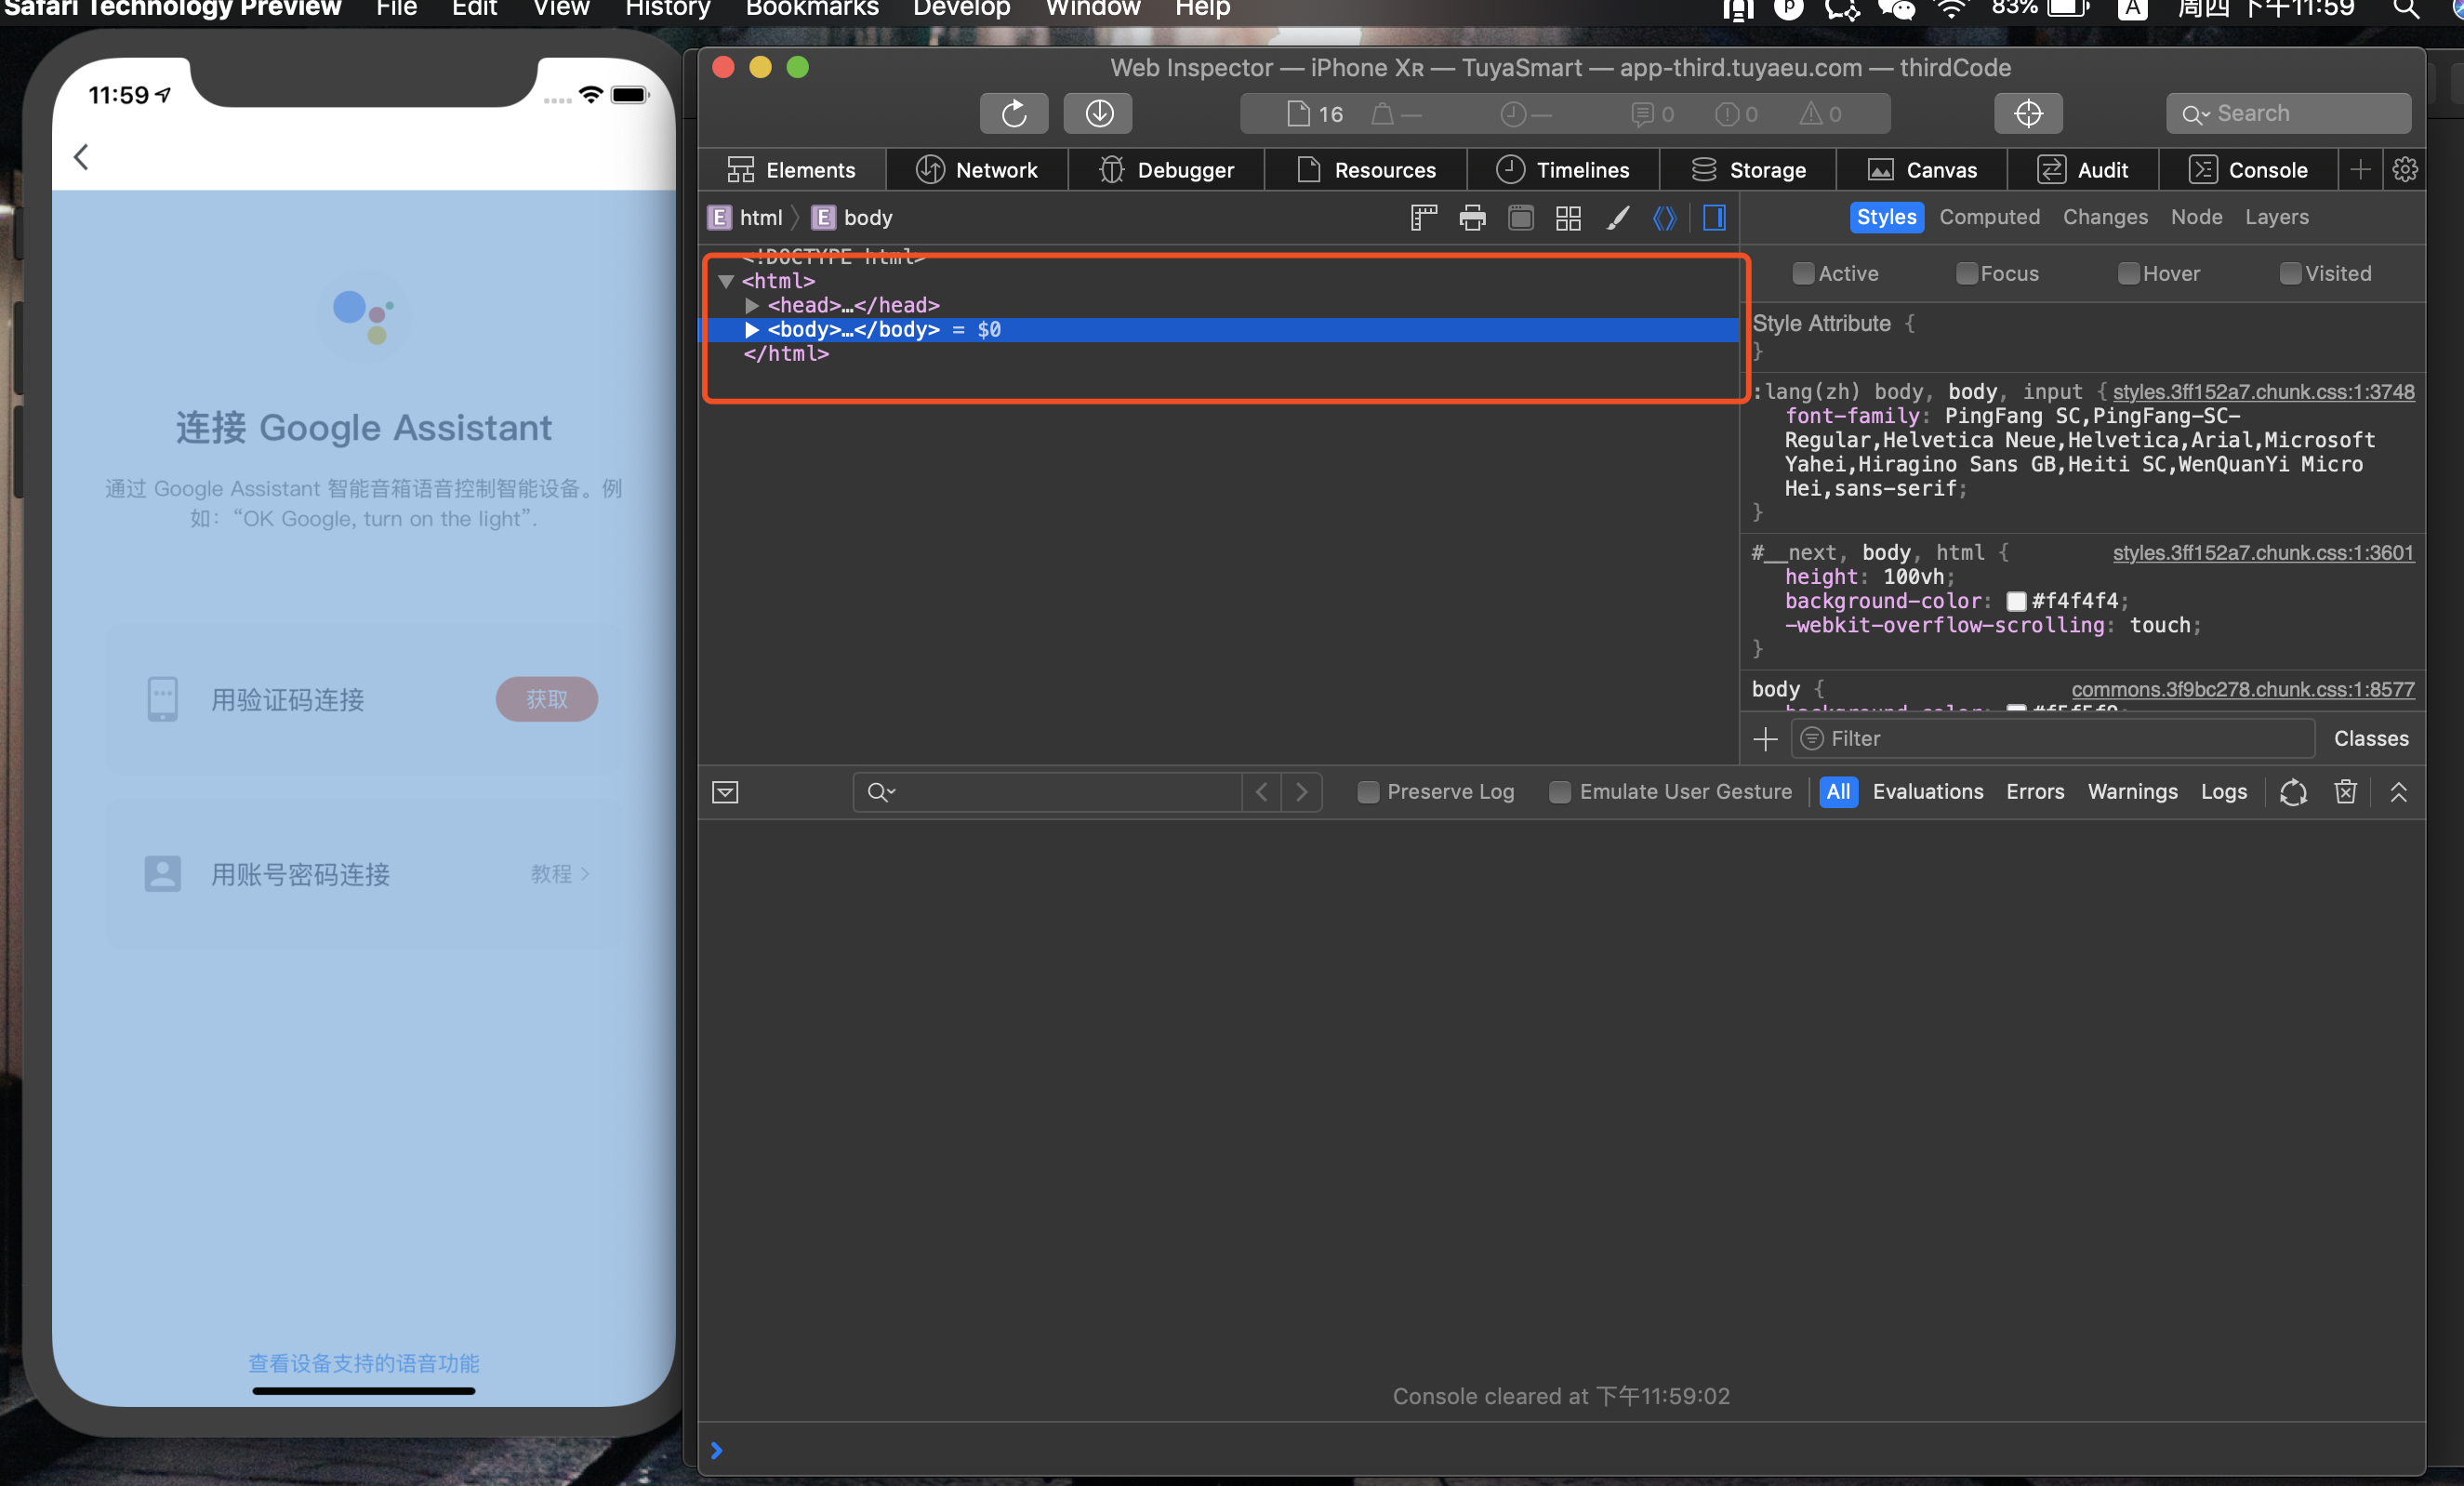 Safari Technology Preview File Edit View History Bookmarks Develop Window Help
83% A 周四 下午11:59
11:59
连接 Google Assistant
通过 Google Assistant 智能音箱语音控制智能设备。例
如：“OK Google, turn on the light”.
用验证码连接 获取
用账号密码连接 教程 >
查看设备支持的语音功能
Web Inspector — iPhone XR — TuyaSmart — app-third.tuyaeu.com — thirdCode
16 — — 0 0 0 Search
Elements Network Debugger Resources Timelines Storage Canvas Audit Console
E html E body
<!DOCTYPE html>
<html>
<head>…</head>
<body>…</body> = $0
</html>
Styles Computed Changes Node Layers
Active Focus Hover Visited
Style Attribute {
}
:lang(zh) body, body, input { styles.3ff152a7.chunk.css:1:3748
font-family: PingFang SC,PingFang-SC-
Regular,Helvetica Neue,Helvetica,Arial,Microsoft
Yahei,Hiragino Sans GB,Heiti SC,WenQuanYi Micro
Hei,sans-serif;
}
#__next, body, html { styles.3ff152a7.chunk.css:1:3601
height: 100vh;
background-color: #f4f4f4;
-webkit-overflow-scrolling: touch;
}
body { commons.3f9bc278.chunk.css:1:8577
background-color: #f5f5f9;
Filter Classes
Preserve Log Emulate User Gesture All Evaluations Errors Warnings Logs
Console cleared at 下午11:59:02